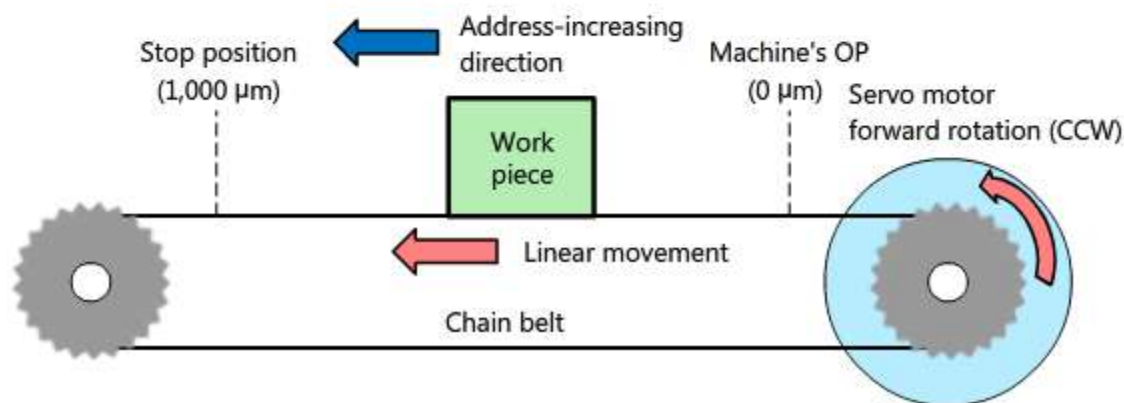 Address-increasing
direction
Stop position
(1,000 μm)
Machine's OP
(0 μm)
Servo motor
forward rotation (CCW)
Work
piece
Linear movement
Chain belt